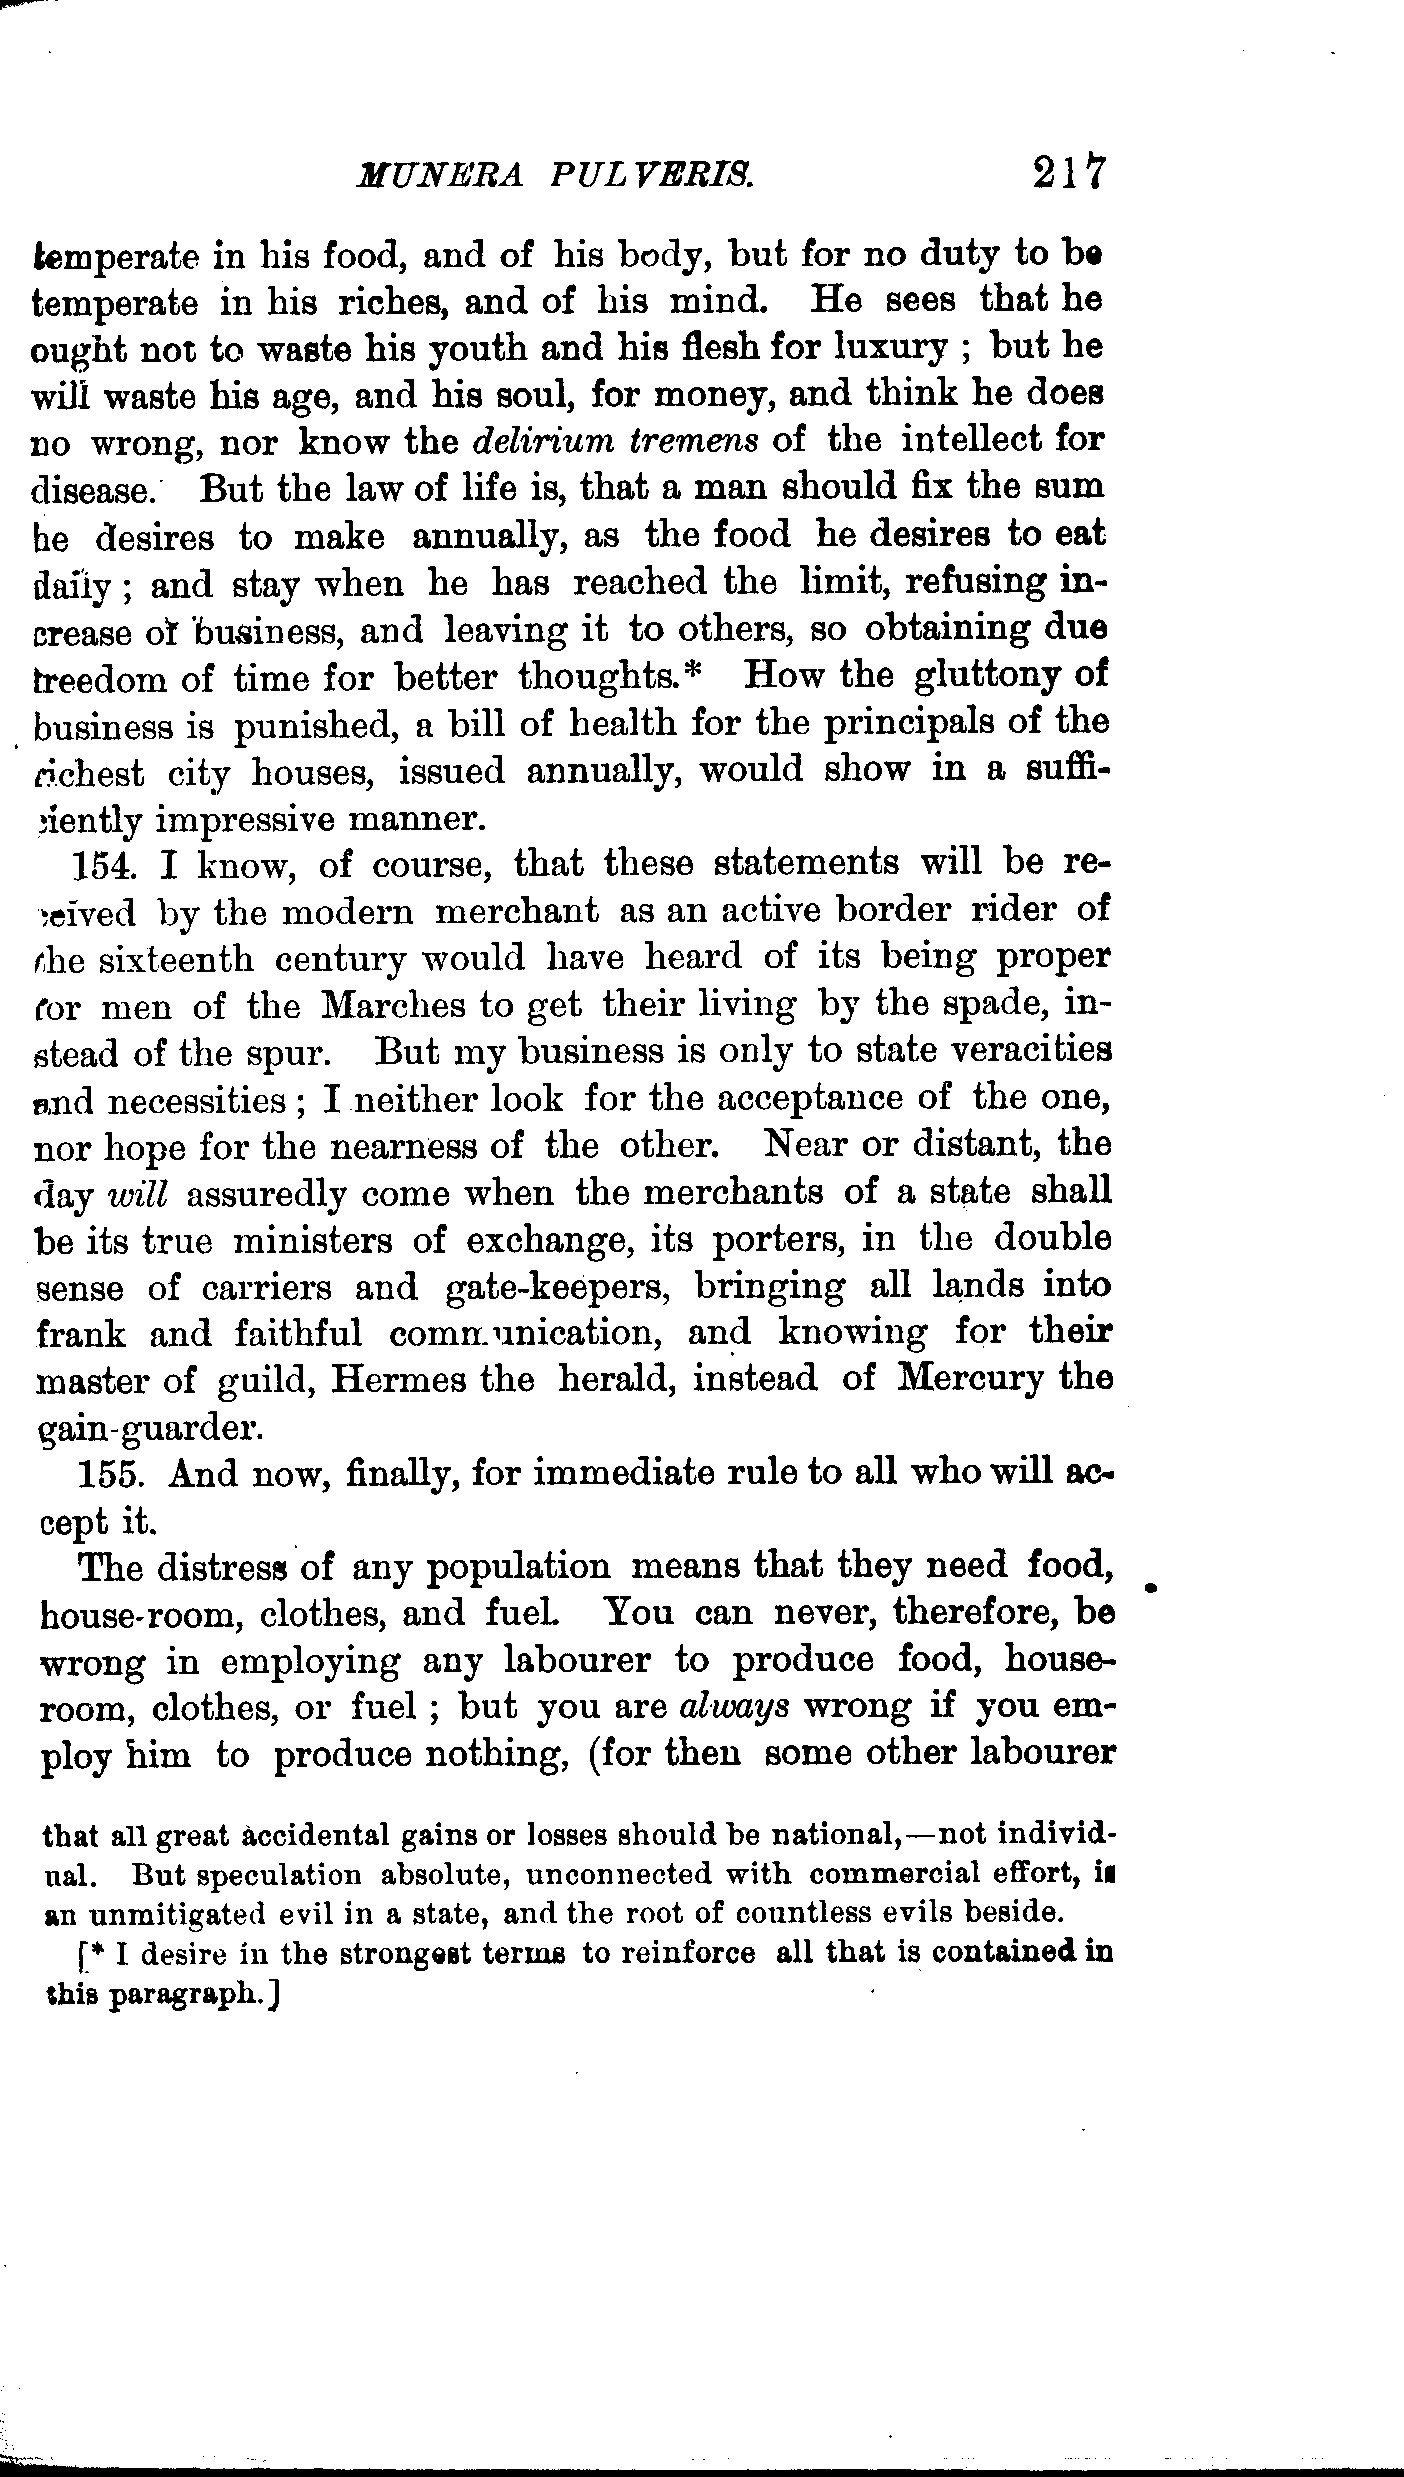 MUNERA PULVERIS. 217
temperate in his food, and of his body, but for no duty to be
temperate in his riches, and of his mind. He sees that he
ought not to waste his youth and his flesh for luxury ; but he
will waste his age, and his soul, for money, and think he does
no wrong, nor know the delirium tremens of the intellect for
disease. But the law of life is, that a man should fix the sum
he desires to make annually, as the food he desires to eat
daily ; and stay when he has reached the limit, refusing in-
crease of business, and leaving it to others, so obtaining due
freedom of time for better thoughts.* How the gluttony of
business is punished, a bill of health for the principals of the
richest city houses, issued annually, would show in a suffi-
ciently impressive manner.
154. I know, of course, that these statements will be re-
ceived by the modern merchant as an active border rider of
the sixteenth century would have heard of its being proper
for men of the Marches to get their living by the spade, in-
stead of the spur. But my business is only to state veracities
and necessities ; I neither look for the acceptance of the one,
nor hope for the nearness of the other. Near or distant, the
day will assuredly come when the merchants of a state shall
be its true ministers of exchange, its porters, in the double
sense of carriers and gate-keepers, bringing all lands into
frank and faithful communication, and knowing for their
master of guild, Hermes the herald, instead of Mercury the
gain-guarder.
155. And now, finally, for immediate rule to all who will ac-
cept it.
The distress of any population means that they need food,
house-room, clothes, and fuel. You can never, therefore, be
wrong in employing any labourer to produce food, house-
room, clothes, or fuel ; but you are always wrong if you em-
ploy him to produce nothing, (for then some other labourer
that all great accidental gains or losses should be national,—not individ-
ual. But speculation absolute, unconnected with commercial effort, is
an unmitigated evil in a state, and the root of countless evils beside.
[* I desire in the strongest terms to reinforce all that is contained in
this paragraph.]